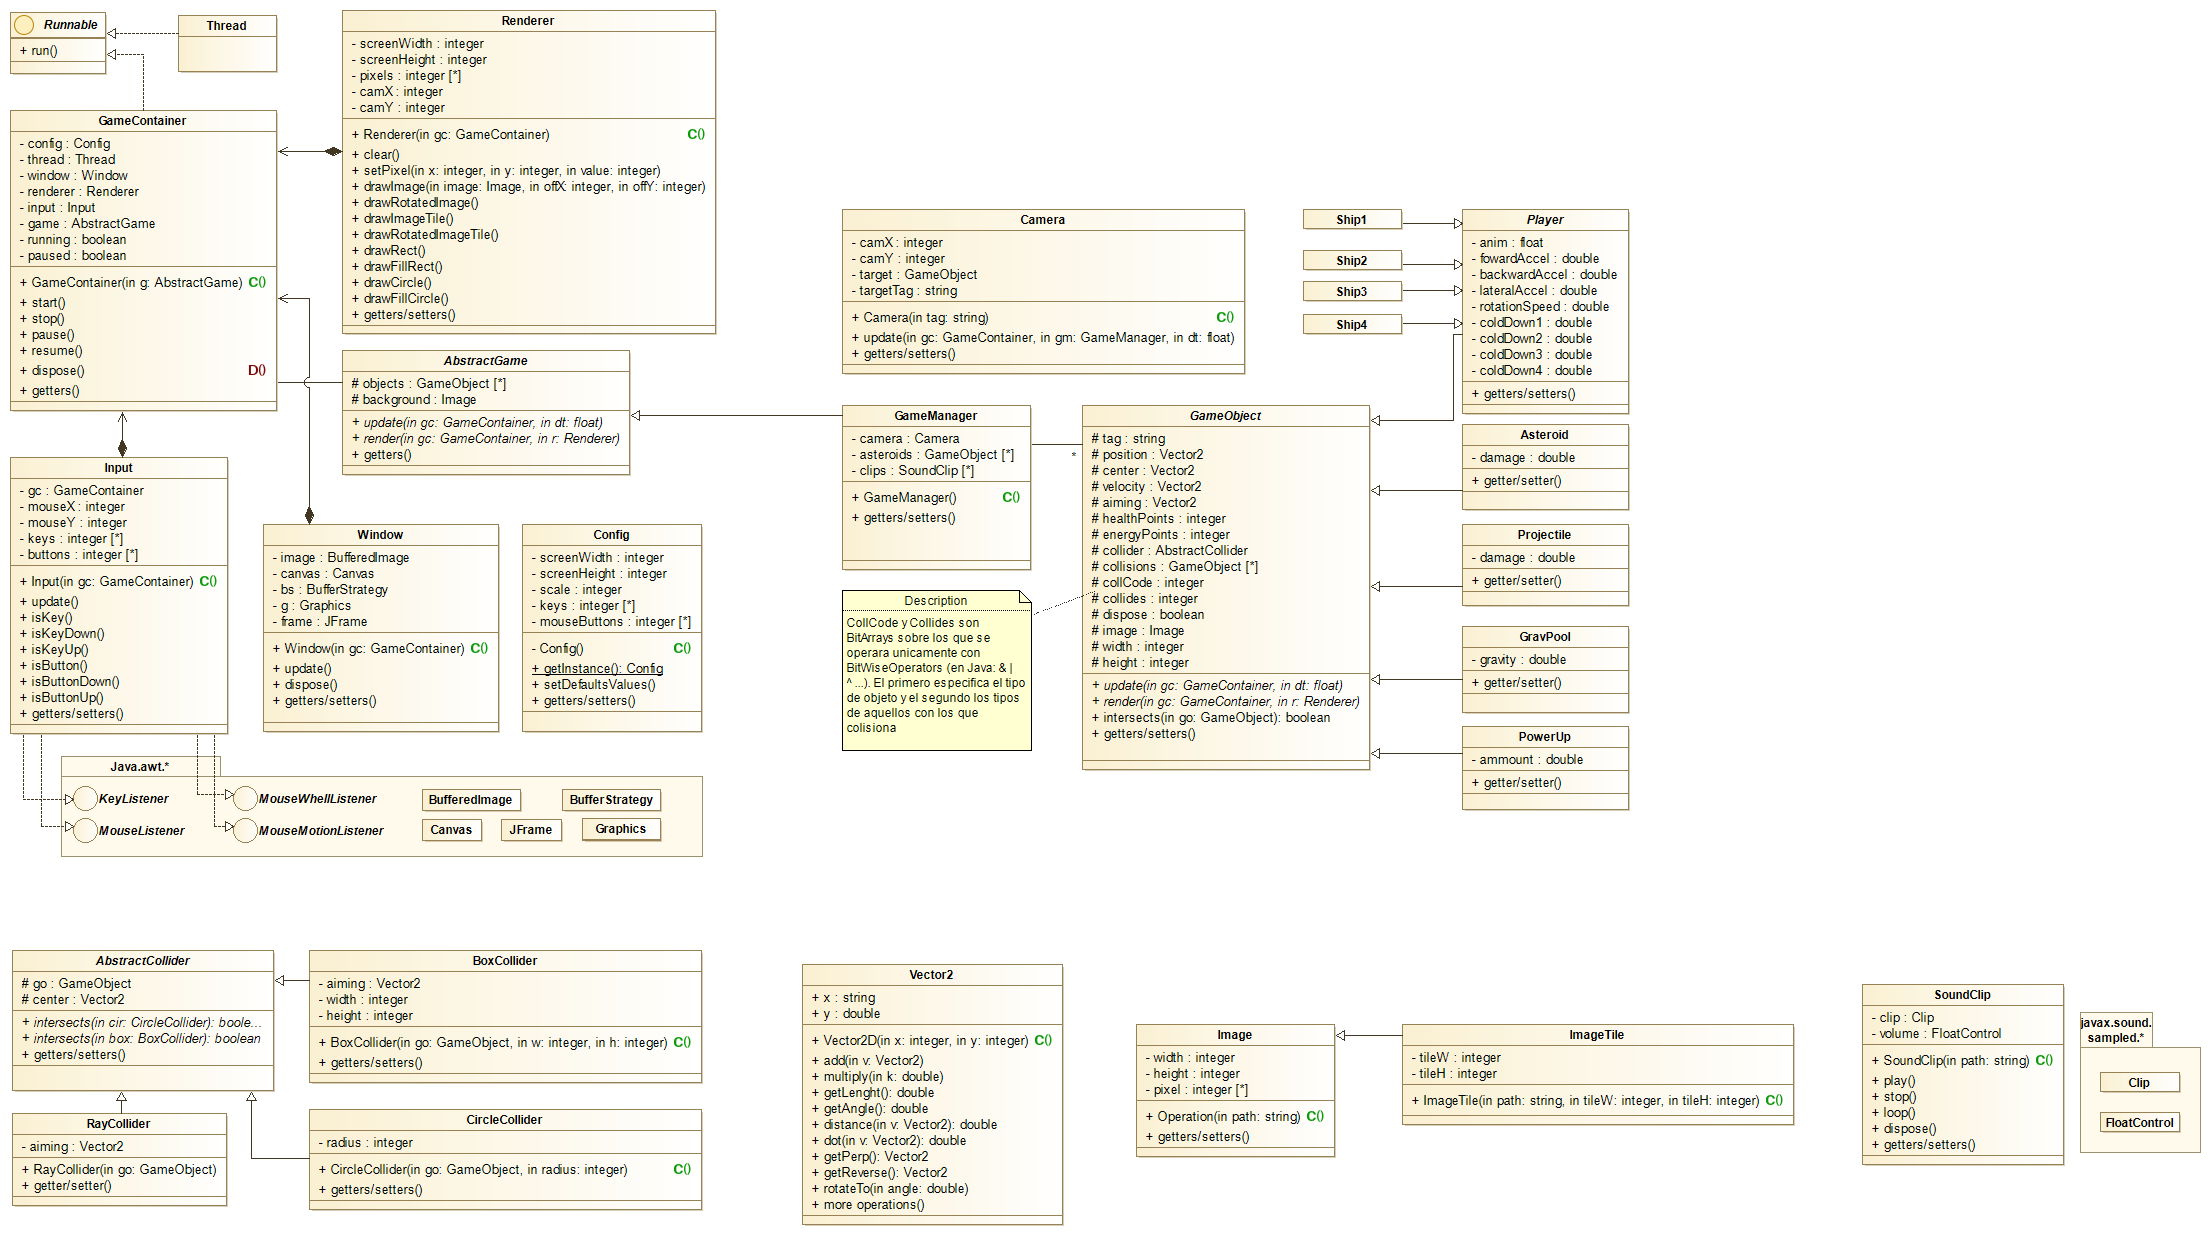 Runnable
+ run()
Thread
GameContainer
- config : Config
- thread : Thread
- window : Window
- renderer : Renderer
- input : Input
- game : AbstractGame
- running : boolean
- paused : boolean
+ GameContainer(in g: AbstractGame) C()
+ start()
+ stop()
+ pause()
+ resume()
+ dispose() D()
+ getters()
Renderer
- screenWidth : integer
- screenHeight : integer
- pixels : integer [*]
- camX : integer
- camY : integer
+ Renderer(in gc: GameContainer) C()
+ clear()
+ setPixel(in x: integer, in y: integer, in value: integer)
+ drawImage(in image: Image, in offX: integer, in offY: integer)
+ drawRotatedImage()
+ drawImageTile()
+ drawRotatedImageTile()
+ drawRect()
+ drawFillRect()
+ drawCircle()
+ drawFillCircle()
+ getters/setters()
AbstractGame
# objects : GameObject [*]
# background : Image
+ update(in gc: GameContainer, in dt: float)
+ render(in gc: GameContainer, in r: Renderer)
+ getters()
Input
- gc : GameContainer
- mouseX : integer
- mouseY : integer
- keys : integer [*]
- buttons : integer [*]
+ Input(in gc: GameContainer) C()
+ update()
+ isKey()
+ isKeyDown()
+ isKeyUp()
+ isButton()
+ isButtonDown()
+ isButtonUp()
+ getters/setters()
Window
- image : BufferedImage
- canvas : Canvas
- bs : BufferStrategy
- g : Graphics
- frame : JFrame
+ Window(in gc: GameContainer) C()
+ update()
+ dispose()
+ getters/setters()
Config
- screenWidth : integer
- screenHeight : integer
- scale : integer
- keys : integer [*]
- mouseButtons : integer [*]
- Config() C()
+ getInstance(): Config
+ setDefaultsValues()
+ getters/setters()
Java.awt.*
KeyListener
MouseWhellListener
MouseListener
MouseMotionListener
BufferedImage
BufferStrategy
Canvas
JFrame
Graphics
Camera
- camX : integer
- camY : integer
- target : GameObject
- targetTag : string
+ Camera(in tag: string) C()
+ update(in gc: GameContainer, in gm: GameManager, in dt: float)
+ getters/setters()
GameManager
- camera : Camera
- asteroids : GameObject [*]
- clips : SoundClip [*]
+ GameManager() C()
+ getters/setters()
*
Description
CollCode y Collides son
BitArrays sobre los que se
operara unicamente con
BitWiseOperators (en Java: & |
^ ...). El primero especifica el tipo
de objeto y el segundo los tipos
de aquellos con los que
colisiona
GameObject
# tag : string
# position : Vector2
# center : Vector2
# velocity : Vector2
# aiming : Vector2
# healthPoints : integer
# energyPoints : integer
# collider : AbstractCollider
# collisions : GameObject [*]
# collCode : integer
# collides : integer
# dispose : boolean
# image : Image
# width : integer
# height : integer
+ update(in gc: GameContainer, in dt: float)
+ render(in gc: GameContainer, in r: Renderer)
+ intersects(in go: GameObject): boolean
+ getters/setters()
Ship1
Ship2
Ship3
Ship4
Player
- anim : float
- fowardAccel : double
- backwardAccel : double
- lateralAccel : double
- rotationSpeed : double
- coldDown1 : double
- coldDown2 : double
- coldDown3 : double
- coldDown4 : double
+ getters/setters()
Asteroid
- damage : double
+ getter/setter()
Projectile
- damage : double
+ getter/setter()
GravPool
- gravity : double
+ getter/setter()
PowerUp
- ammount : double
+ getter/setter()
AbstractCollider
# go : GameObject
# center : Vector2
+ intersects(in cir: CircleCollider): boole...
+ intersects(in box: BoxCollider): boolean
+ getters/setters()
BoxCollider
- aiming : Vector2
- width : integer
- height : integer
+ BoxCollider(in go: GameObject, in w: integer, in h: integer) C()
+ getters/setters()
RayCollider
- aiming : Vector2
+ RayCollider(in go: GameObject)
+ getter/setter()
CircleCollider
- radius : integer
+ CircleCollider(in go: GameObject, in radius: integer) C()
+ getters/setters()
Vector2
+ x : string
+ y : double
+ Vector2D(in x: integer, in y: integer) C()
+ add(in v: Vector2)
+ multiply(in k: double)
+ getLenght(): double
+ getAngle(): double
+ distance(in v: Vector2): double
+ dot(in v: Vector2): double
+ getPerp(): Vector2
+ getReverse(): Vector2
+ rotateTo(in angle: double)
+ more operations()
Image
- width : integer
- height : integer
- pixel : integer [*]
+ Operation(in path: string) C()
+ getters/setters()
ImageTile
- tileW : integer
- tileH : integer
+ ImageTile(in path: string, in tileW: integer, in tileH: integer) C()
SoundClip
- clip : Clip
- volume : FloatControl
+ SoundClip(in path: string) C()
+ play()
+ stop()
+ loop()
+ dispose()
+ getters/setters()
javax.sound.
sampled.*
Clip
FloatControl